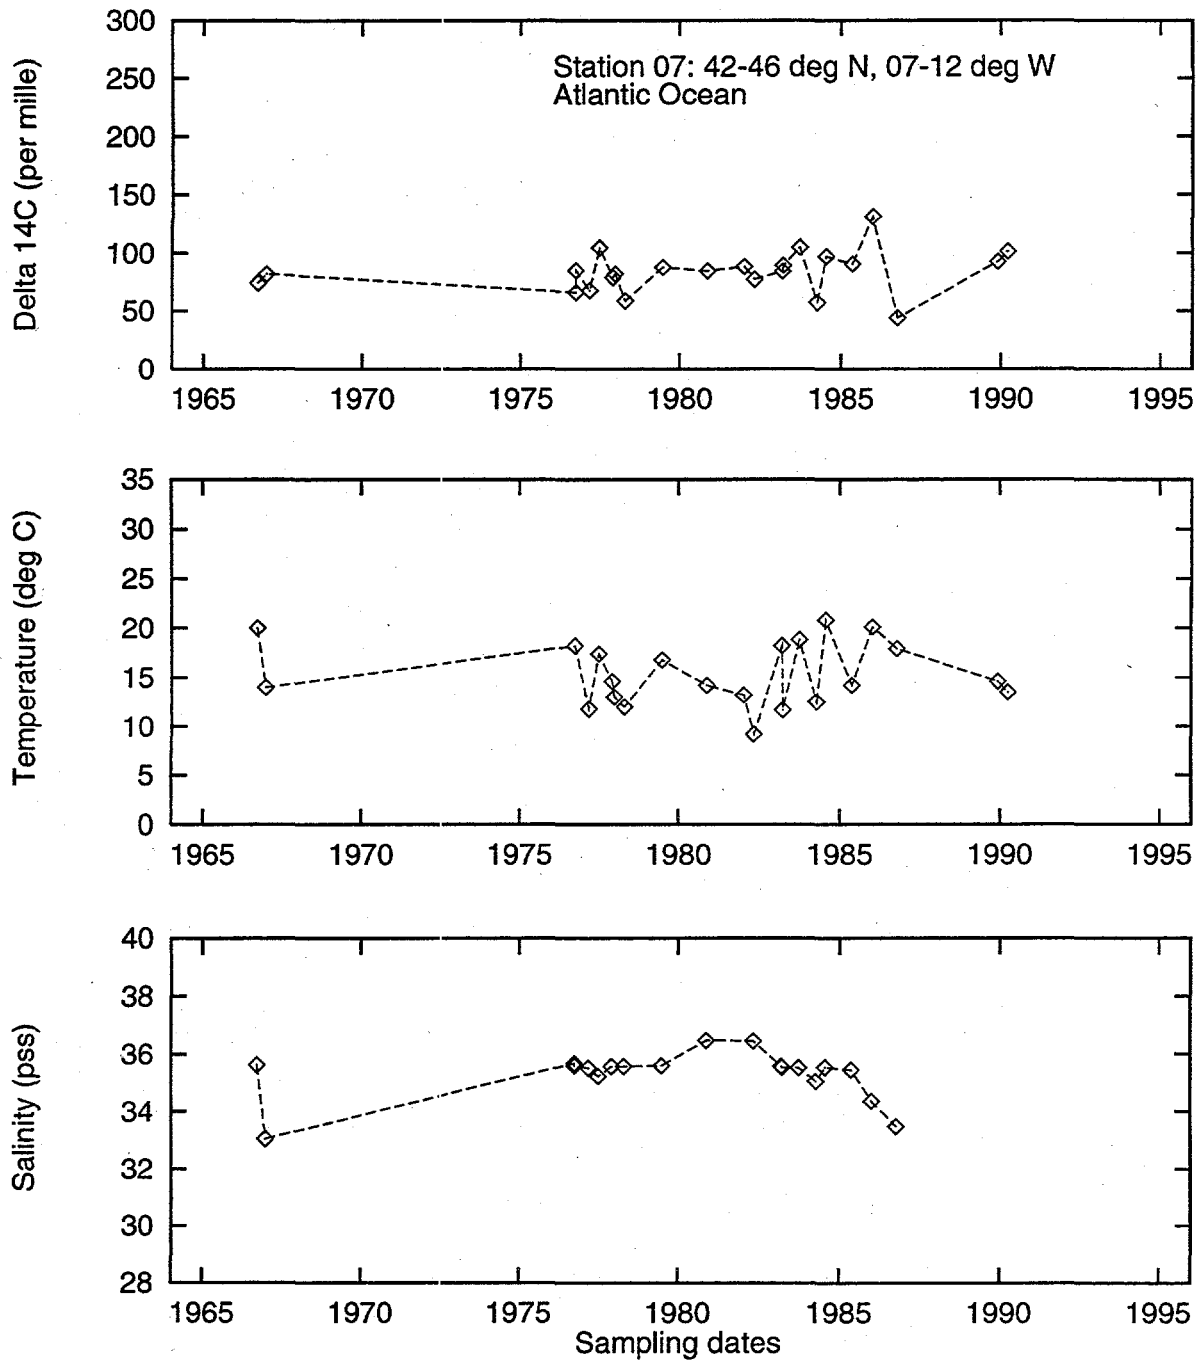 300
Station 07: 42-46 deg N, 07-12 deg W
Atlantic Ocean
250
200
150
100
50
0
Delta 14C (per mille)
1965 1970 1975 1980 1985 1990 1995
35
30
25
20
15
10
5
0
Temperature (deg C)
1965 1970 1975 1980 1985 1990 1995
40
38
36
34
32
30
28
Salinity (pss)
1965 1970 1975 1980 1985 1990 1995
Sampling dates